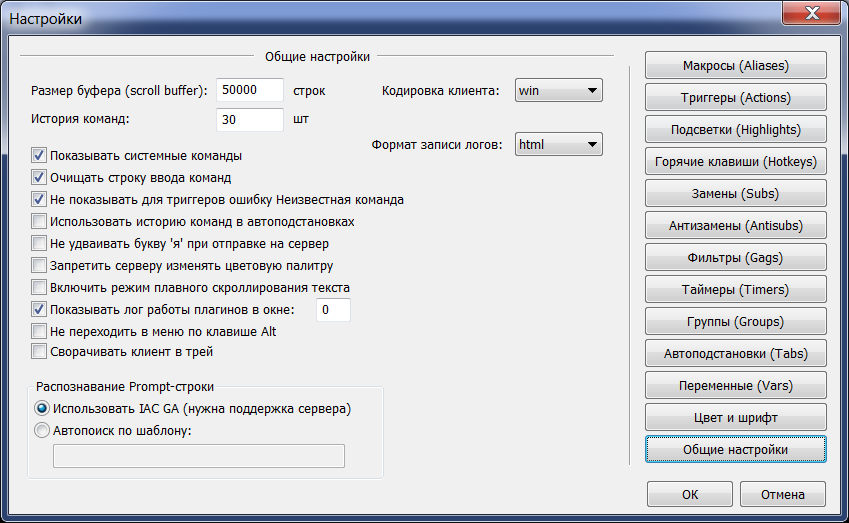 Настройки
Общие настройки
Размер буфера (scroll buffer): 50000 строк
Кодировка клиента: win
История команд: 30 шт
Формат записи логов: html
Показывать системные команды
Очищать строку ввода команд
Не показывать для триггеров ошибку Неизвестная команда
Использовать историю команд в автоподстановках
Не удваивать букву 'я' при отправке на сервер
Запретить серверу изменять цветовую палитру
Включить режим плавного скроллирования текста
Показывать лог работы плагинов в окне: 0
Не переходить в меню по клавише Alt
Сворачивать клиент в трей
Распознавание Prompt-строки
Использовать IAC GA (нужна поддержка сервера)
Автопоиск по шаблону:
Макросы (Aliases)
Триггеры (Actions)
Подсветки (Highlights)
Горячие клавиши (Hotkeys)
Замены (Subs)
Антизамены (Antisubs)
Фильтры (Gags)
Таймеры (Timers)
Группы (Groups)
Автоподстановки (Tabs)
Переменные (Vars)
Цвет и шрифт
Общие настройки
OK
Отмена